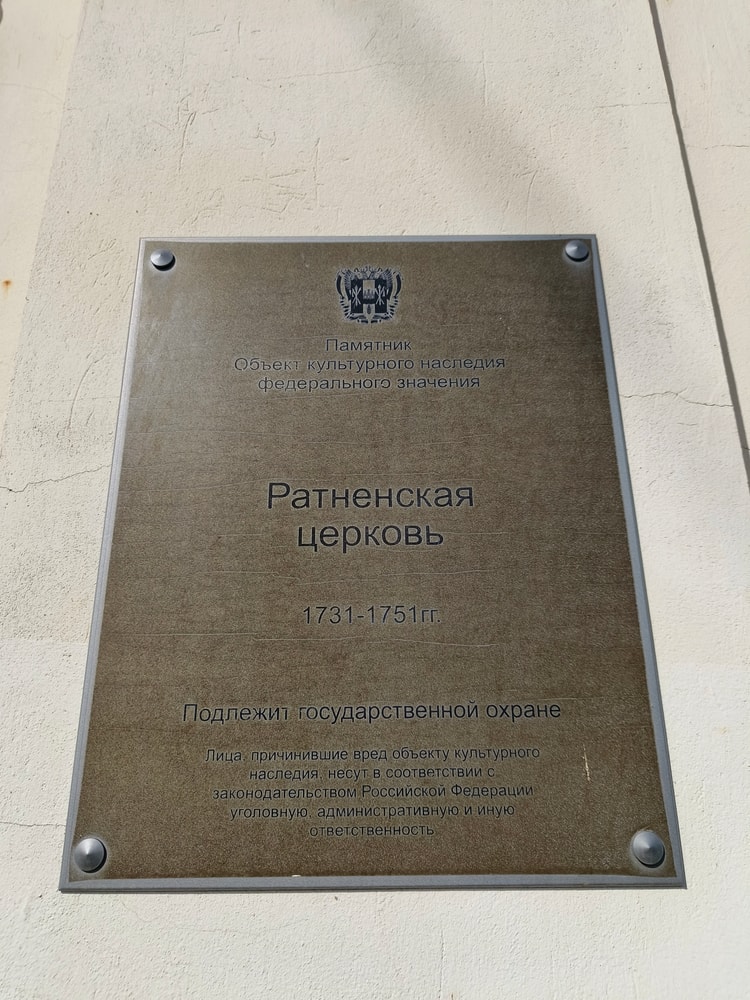 Памятник
Объект культурного наследия
федерального значения
Ратненская
церковь
1731-1751гг.
Подлежит государственной охране
Лица, причинившие вред объекту культурного
наследия, несут в соответствии с
законодательством Российской Федерации
уголовную, административную и иную
ответственность.